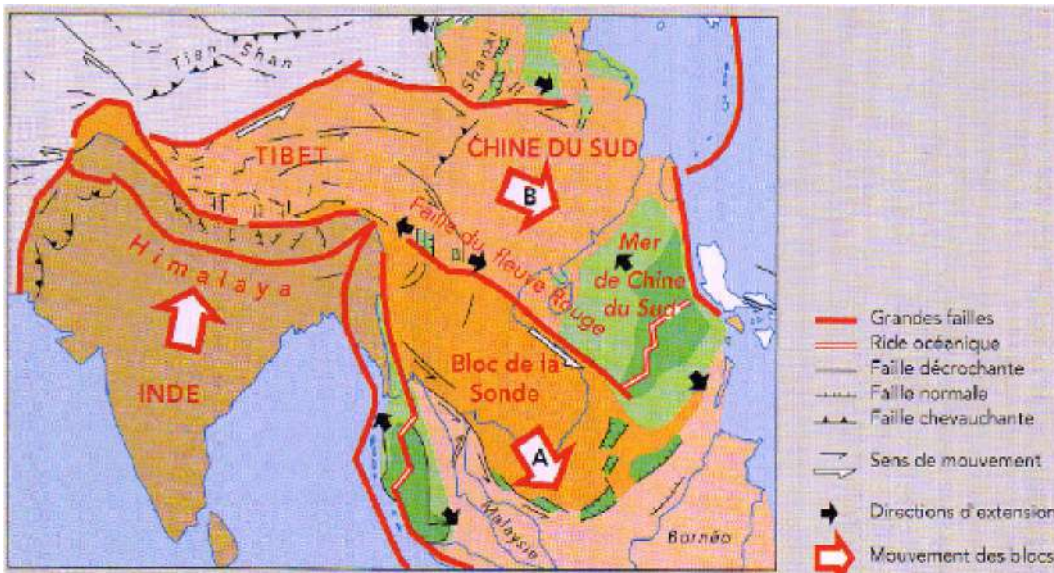 Tian Shan
Shanxi
TIBET
CHINE DU SUD
B
Faille du fleuve Rouge
Himalaya
Mer
de Chine
du Sud
INDE
Bloc de la
Sonde
A
Malaysie
Bornéo
Grandes failles
Ride océanique
Faille décrochante
Faille normale
Faille chevauchante
Sens de mouvement
Directions d'extension
Mouvement des blocs